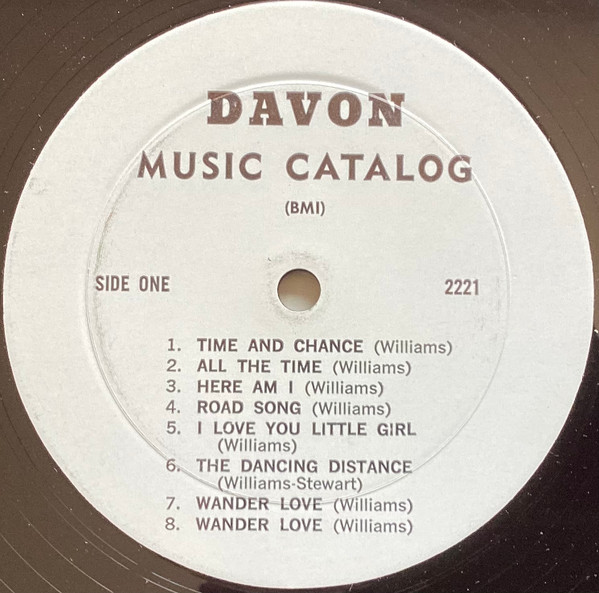 DAVON
MUSIC CATALOG
(BMI)
SIDE ONE 2221
1. TIME AND CHANCE (Williams)
2. ALL THE TIME (Williams)
3. HERE AM I (Williams)
4. ROAD SONG (Williams)
5. I LOVE YOU LITTLE GIRL
(Williams)
6. THE DANCING DISTANCE
(Williams-Stewart)
7. WANDER LOVE (Williams)
8. WANDER LOVE (Williams)